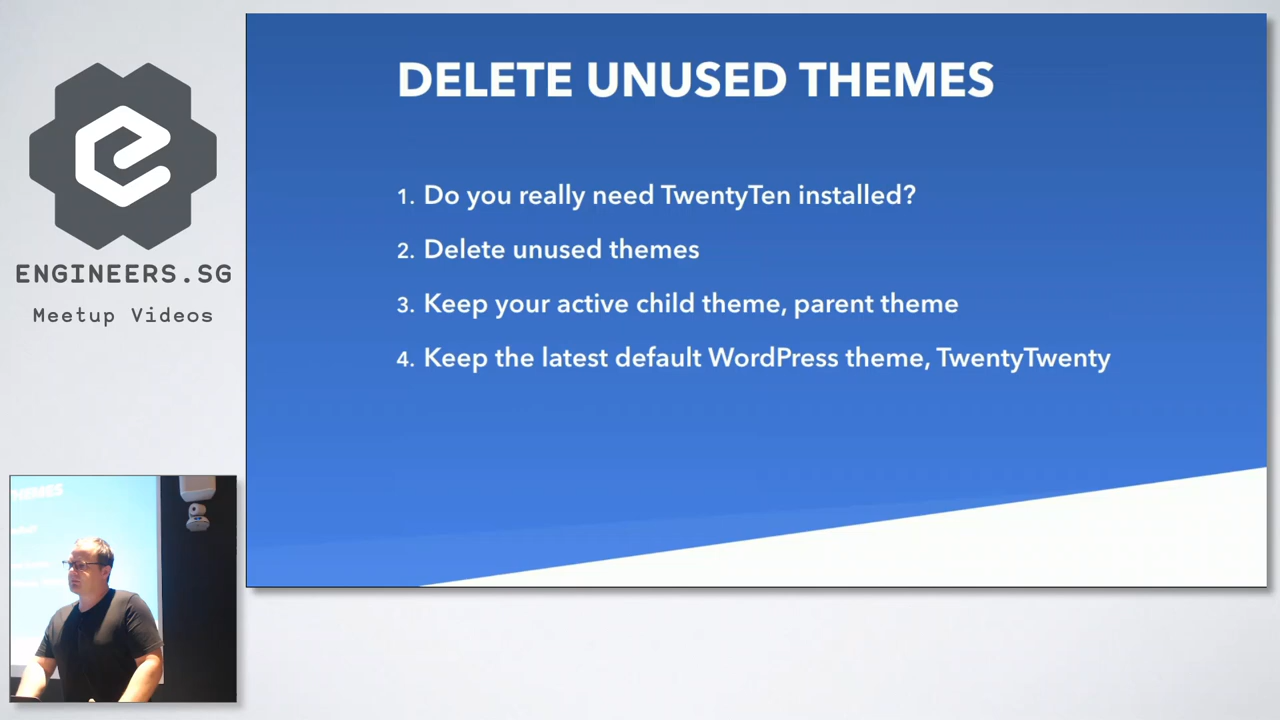 ENGINEERS.SG
Meetup Videos
DELETE UNUSED THEMES
1. Do you really need TwentyTen installed?
2. Delete unused themes
3. Keep your active child theme, parent theme
4. Keep the latest default WordPress theme, TwentyTwenty
HEMES